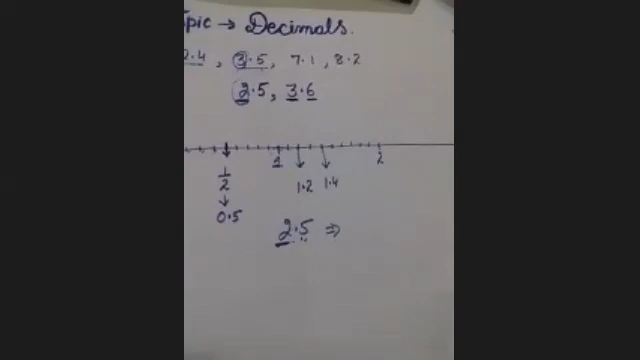 opic → Decimals.
2.4, 3.5, 7.1, 8.2
2.5, 3.6
1 2
1/2 1.2 1.4
0.5
2.5 ⇒